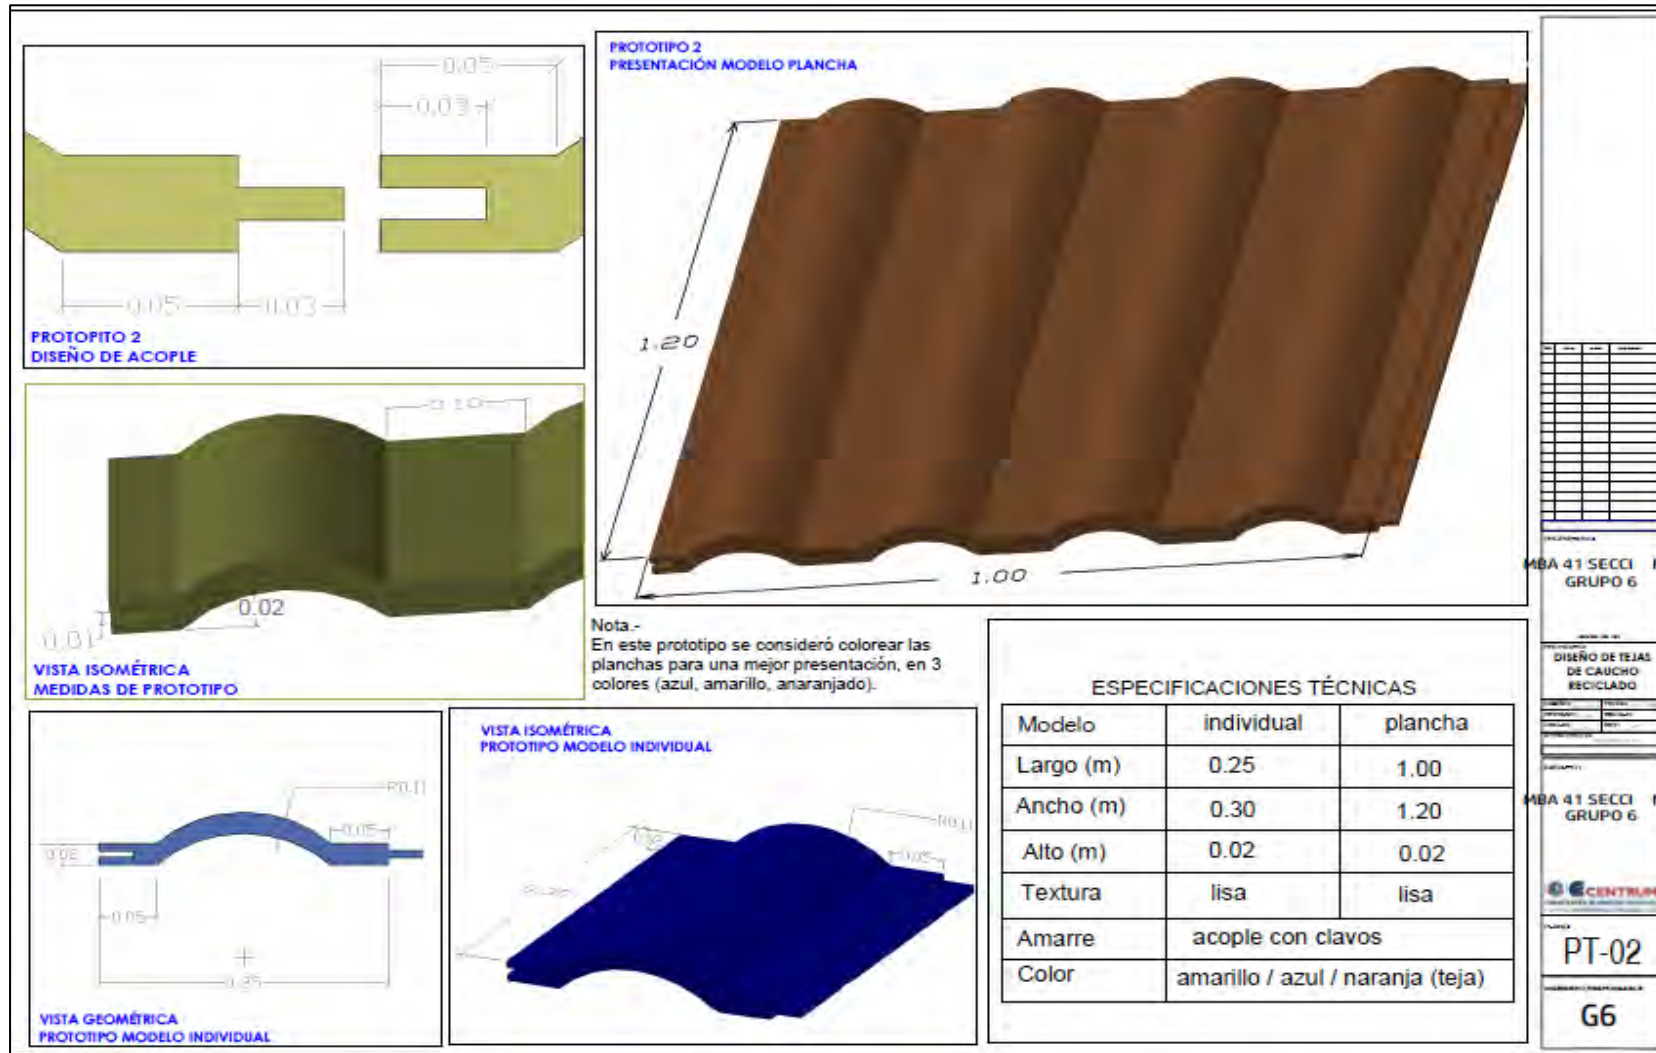 0.05
0.03
0.05
0.03
PROTOPITO 2
DISEÑO DE ACOPLE
PROTOTIPO 2
PRESENTACIÓN MODELO PLANCHA
1.20
1.00
0.10
0.02
0.01
VISTA ISOMÉTRICA
MEDIDAS DE PROTOTIPO
Nota.-
En este prototipo se consideró colorear las
planchas para una mejor presentación, en 3
colores (azul, amarillo, anaranjado).
R0.11
0.05
0.05
VISTA GEOMÉTRICA
PROTOTIPO MODELO INDIVIDUAL
VISTA ISOMÉTRICA
PROTOTIPO MODELO INDIVIDUAL
R0.11
0.05
ESPECIFICACIONES TÉCNICAS
Modelo individual plancha
Largo (m) 0.25 1.00
Ancho (m) 0.30 1.20
Alto (m) 0.02 0.02
Textura lisa lisa
Amarre acople con clavos
Color amarillo / azul / naranja (teja)
MBA 41 SECCI
GRUPO 6
DISEÑO DE TEJAS
DE CAUCHO
RECICLADO
MBA 41 SECCI
GRUPO 6
CENTRUM
PT-02
G6